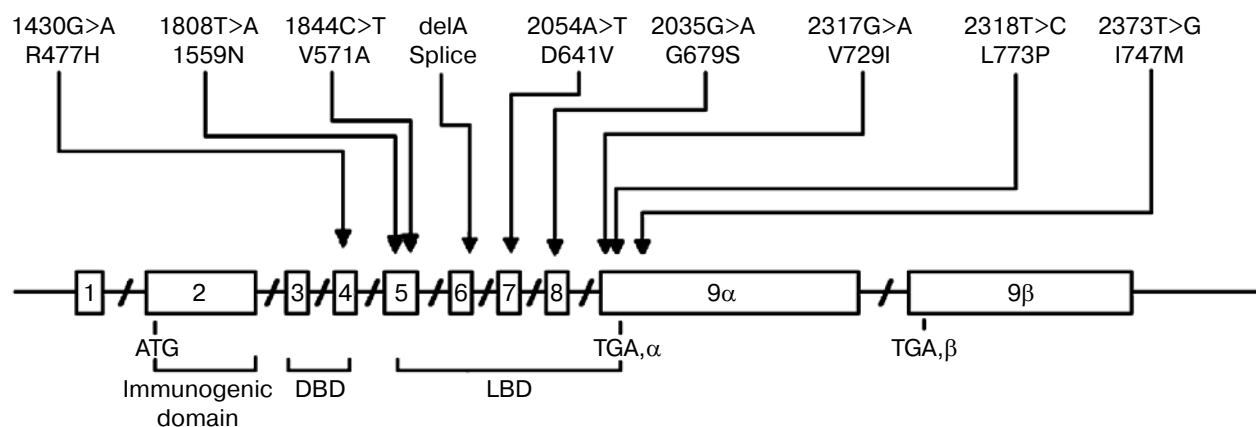 1430G>A 1808T>A 1844C>T delA 2054A>T 2035G>A 2317G>A 2318T>C 2373T>G
R477H 1559N V571A Splice D641V G679S V729I L773P I747M
1 2 3 4 5 6 7 8 9α 9β
ATG TGA,α TGA,β
Immunogenic DBD LBD
domain